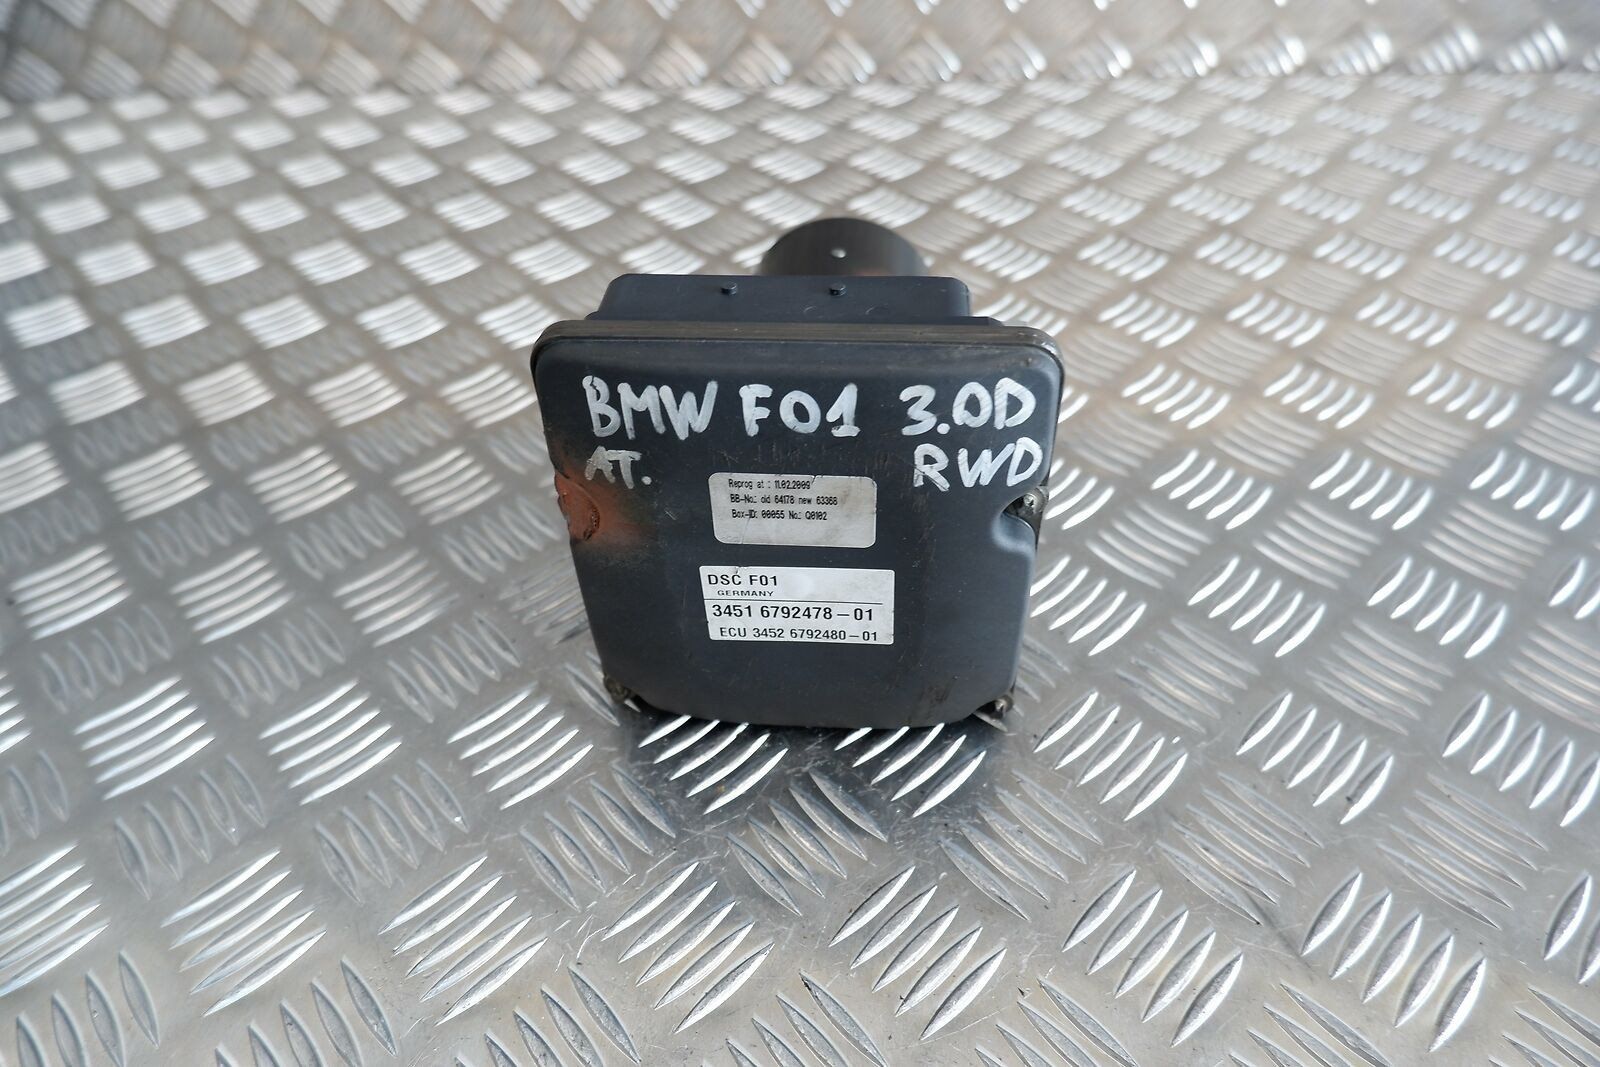 BMW F01 3.0D
AT. RWD
Reprog at : 11.02.2009
BB-No.: old 64178 new 63368
Box-ID: 00055 No.: Q0102
DSC F01
GERMANY
3451 6792478-01
ECU 3452 6792480-01